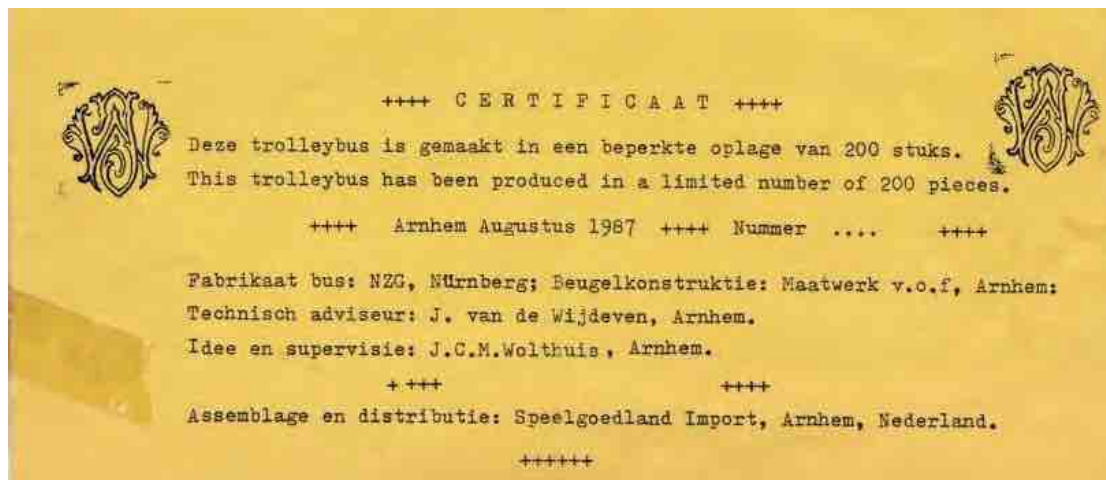 ++++ C E R T I F I C A A T ++++
Deze trolleybus is gemaakt in een beperkte oplage van 200 stuks.
This trolleybus has been produced in a limited number of 200 pieces.
++++ Arnhem Augustus 1987 ++++ Nummer .... ++++
Fabrikaat bus: NZG, Nürnberg; Beugelkonstruktie: Maatwerk v.o.f, Arnhem;
Technisch adviseur: J. van de Wijdeven, Arnhem.
Idee en supervisie: J.C.M.Wolthuis, Arnhem.
+ +++ ++++
Assemblage en distributie: Speelgoedland Import, Arnhem, Nederland.
++++++